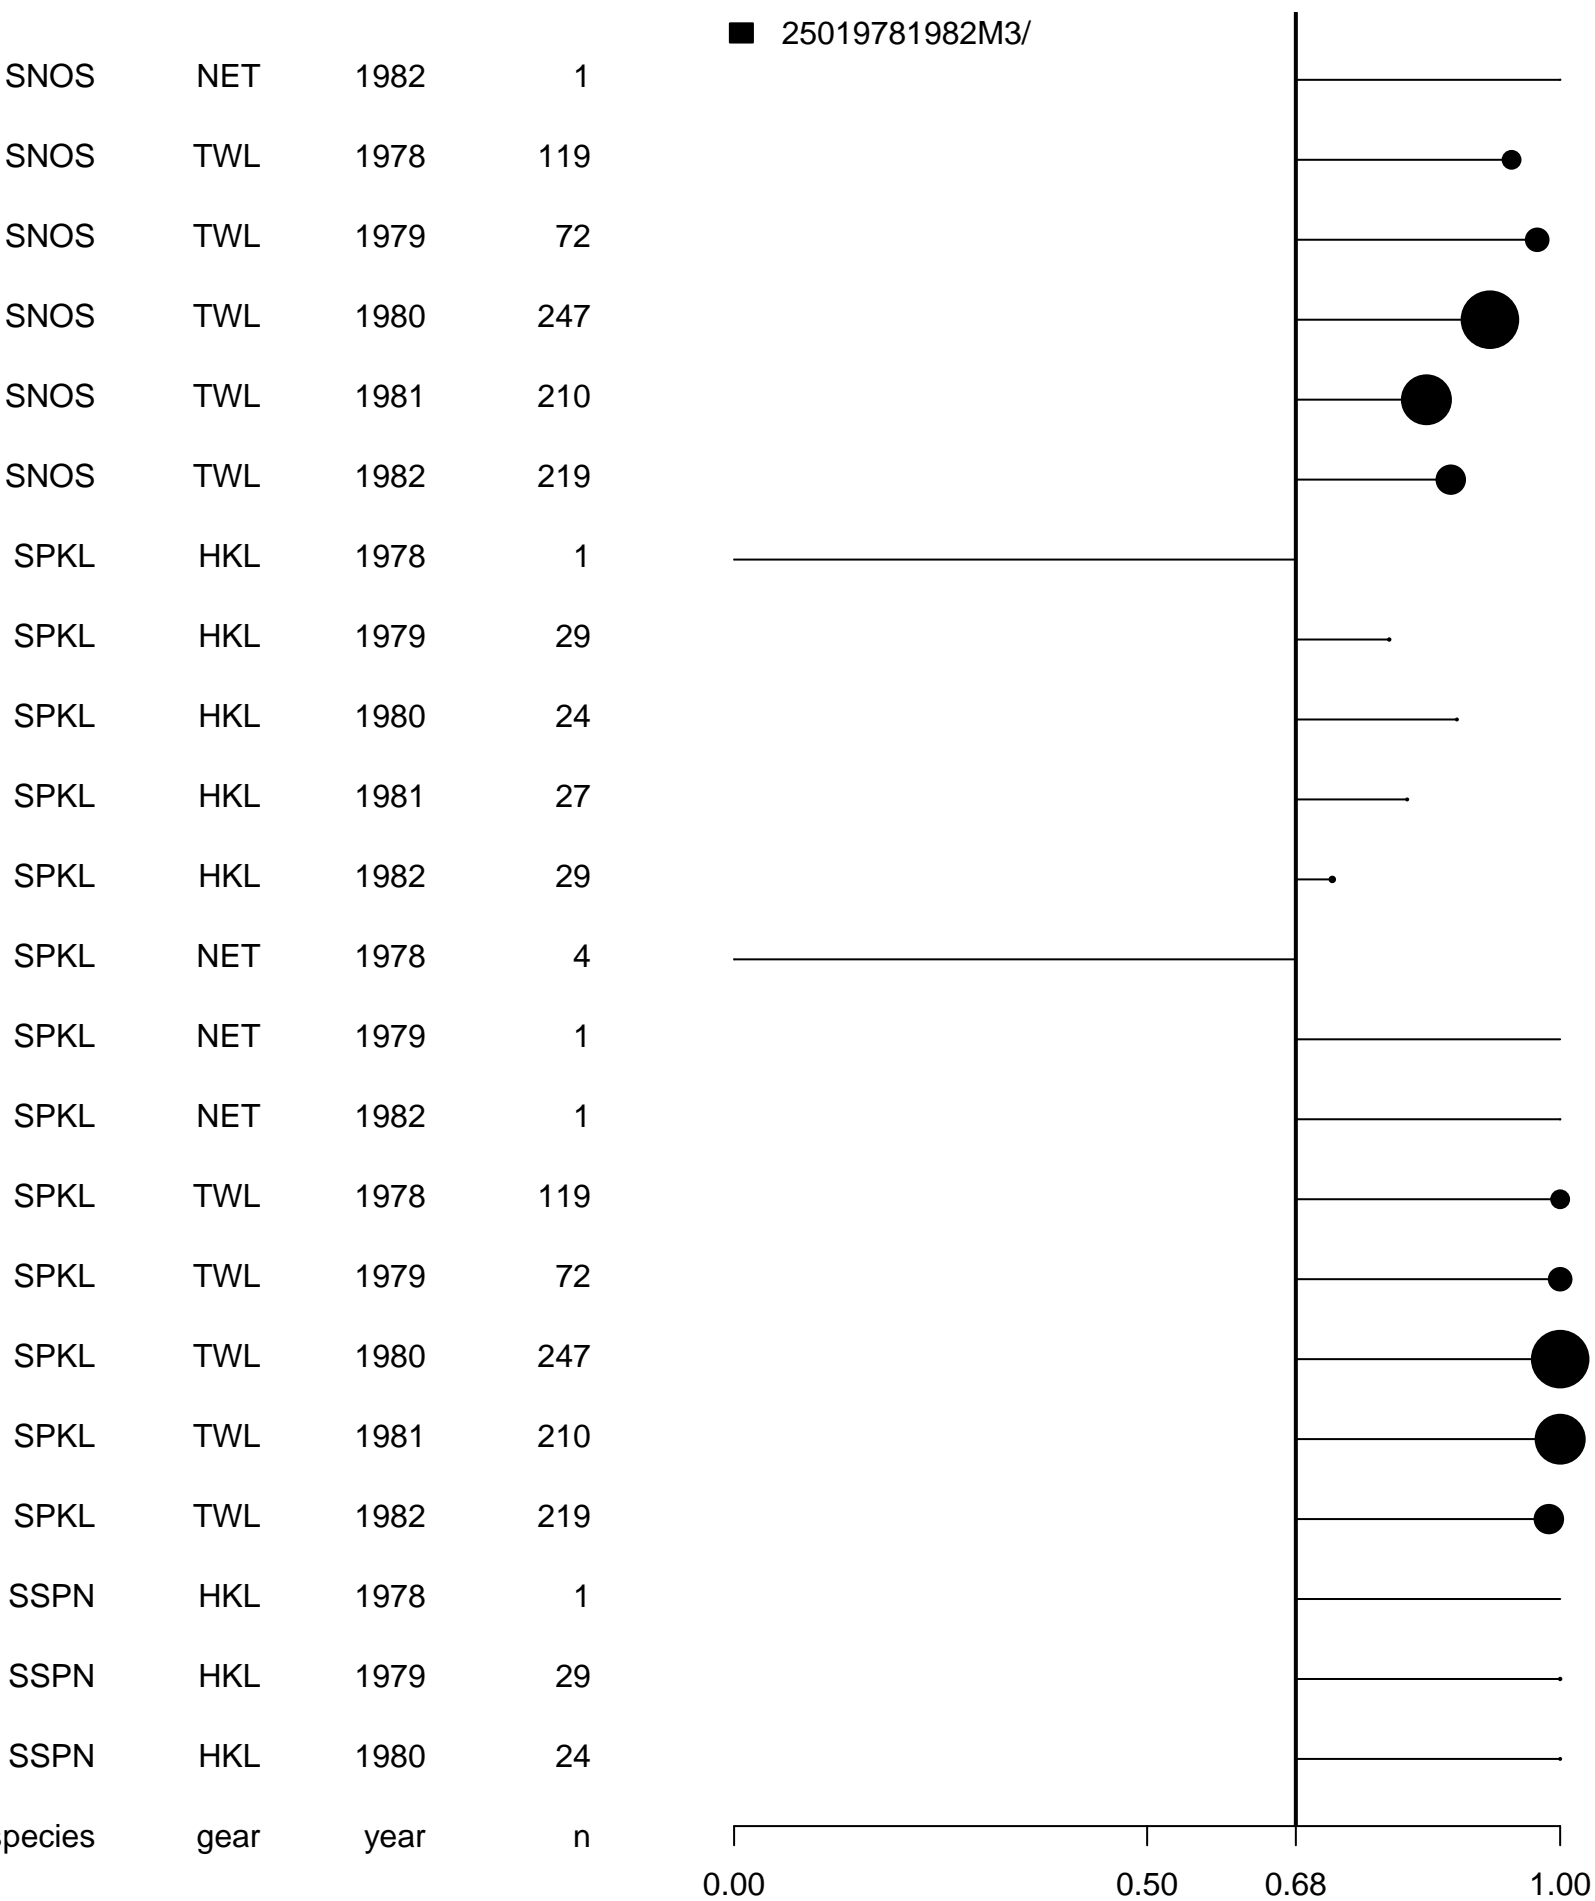 25019781982M3/
SNOS NET 1982 1
SNOS TWL 1978 119
SNOS TWL 1979 72
SNOS TWL 1980 247
SNOS TWL 1981 210
SNOS TWL 1982 219
SPKL HKL 1978 1
SPKL HKL 1979 29
SPKL HKL 1980 24
SPKL HKL 1981 27
SPKL HKL 1982 29
SPKL NET 1978 4
SPKL NET 1979 1
SPKL NET 1982 1
SPKL TWL 1978 119
SPKL TWL 1979 72
SPKL TWL 1980 247
SPKL TWL 1981 210
SPKL TWL 1982 219
SSPN HKL 1978 1
SSPN HKL 1979 29
SSPN HKL 1980 24
species gear year n
0.00 0.50 0.68 1.00